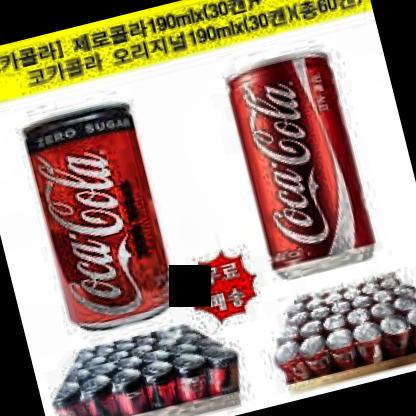 카콜라] 제로콜라190mlx(30캔)+
코카콜라 오리지널190mlx(30캔)(총60캔)
ZERO SUGAR
Coca-Cola
Coca-Cola
무료
배송